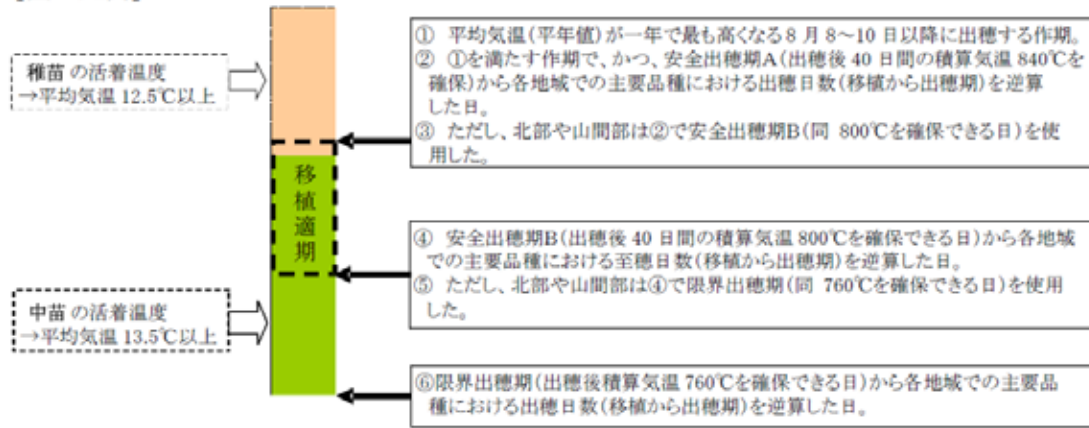 稚苗の活着温度
→平均気温 12.5℃以上
中苗の活着温度
→平均気温 13.5℃以上
移植適期
① 平均気温(平年値)が一年で最も高くなる8月8～10日以降に出穂する作期。
② ①を満たす作期で、かつ、安全出穂期A(出穂後40日間の積算気温840℃を
確保)から各地域での主要品種における出穂日数(移植から出穂期)を逆算
した日。
③ ただし、北部や山間部は②で安全出穂期B(同 800℃を確保できる日)を使
用した。
④ 安全出穂期B(出穂後40日間の積算気温800℃を確保できる日)から各地域
での主要品種における至穂日数(移植から出穂期)を逆算した日。
⑤ ただし、北部や山間部は④で限界出穂期(同 760℃を確保できる日)を使用
した。
⑥限界出穂期(出穂後積算気温760℃を確保できる日)から各地域での主要品
種における出穂日数(移植から出穂期)を逆算した日。